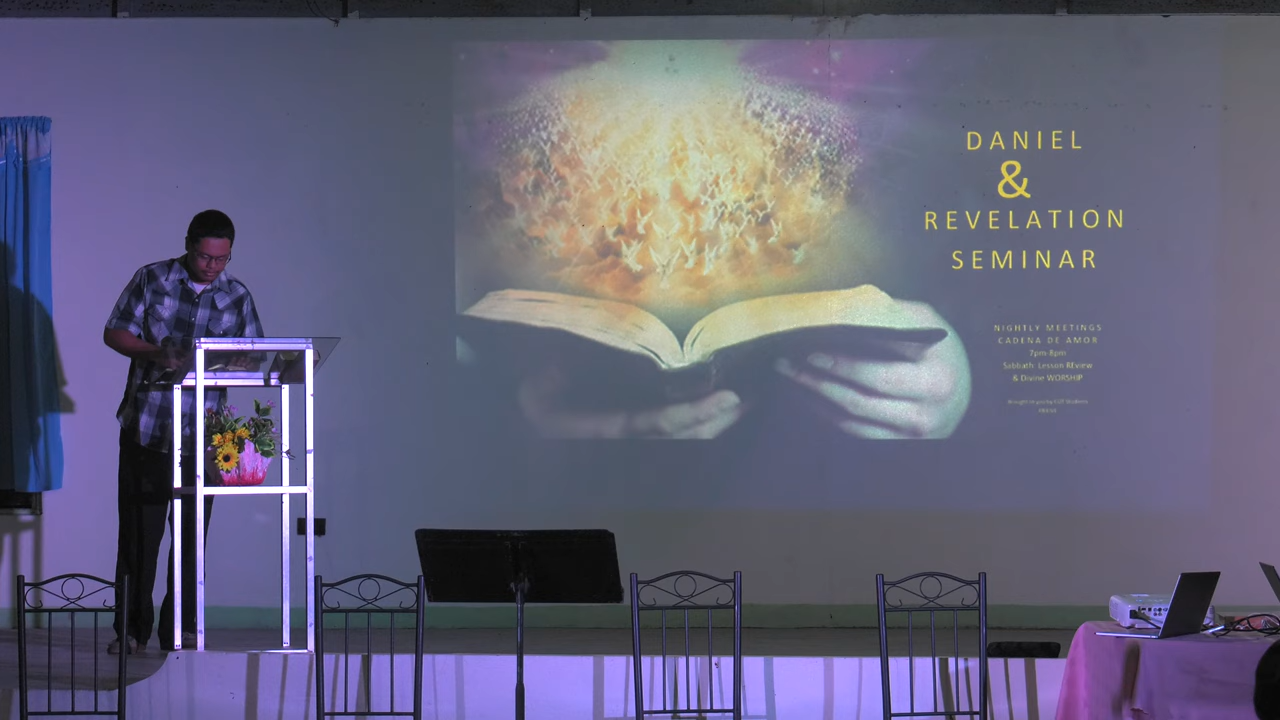 DANIEL
&
REVELATION
SEMINAR
NIGHTLY MEETINGS
CADENA DE AMOR
7pm-8pm
Sabbath: Lesson REview
& Divine WORSHIP